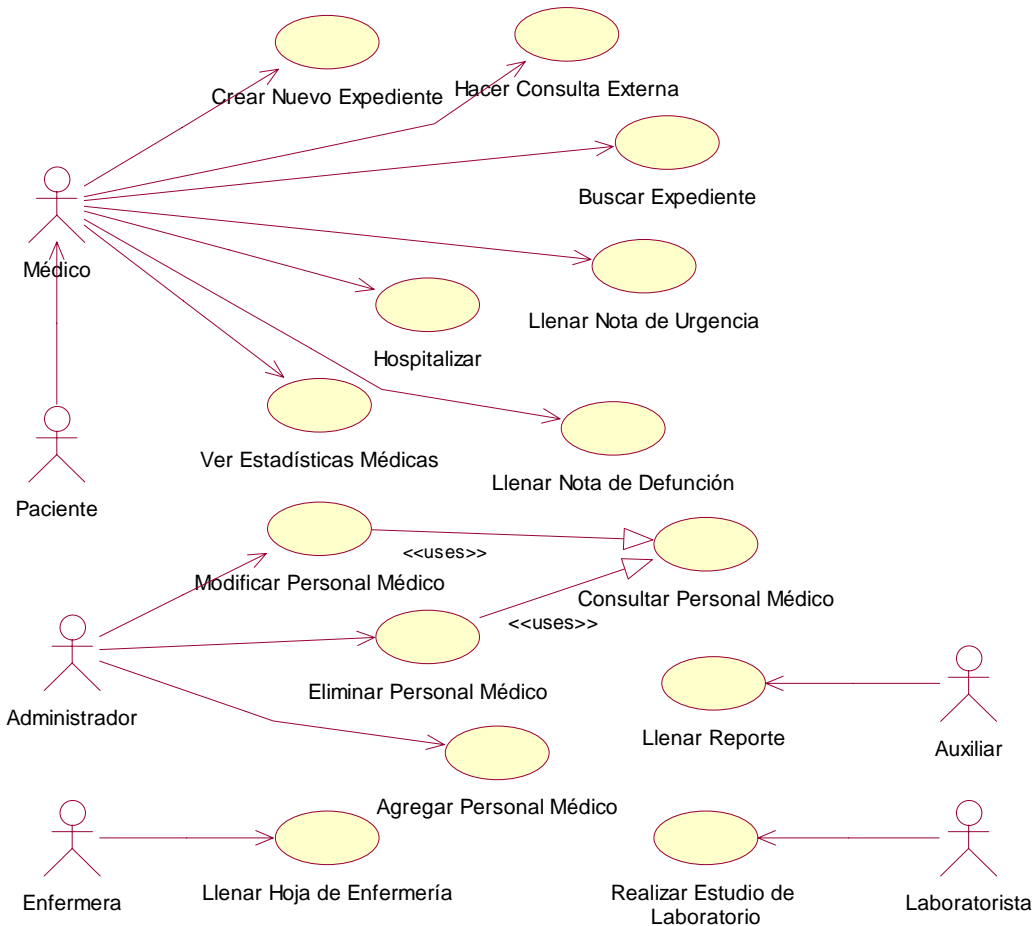 Crear Nuevo Expediente
Hacer Consulta Externa
Buscar Expediente
Médico
Llenar Nota de Urgencia
Hospitalizar
Ver Estadísticas Médicas
Llenar Nota de Defunción
Paciente
<<uses>>
Modificar Personal Médico
Consultar Personal Médico
<<uses>>
Eliminar Personal Médico
Administrador
Llenar Reporte
Auxiliar
Agregar Personal Médico
Enfermera
Llenar Hoja de Enfermería
Realizar Estudio de
Laboratorio
Laboratorista